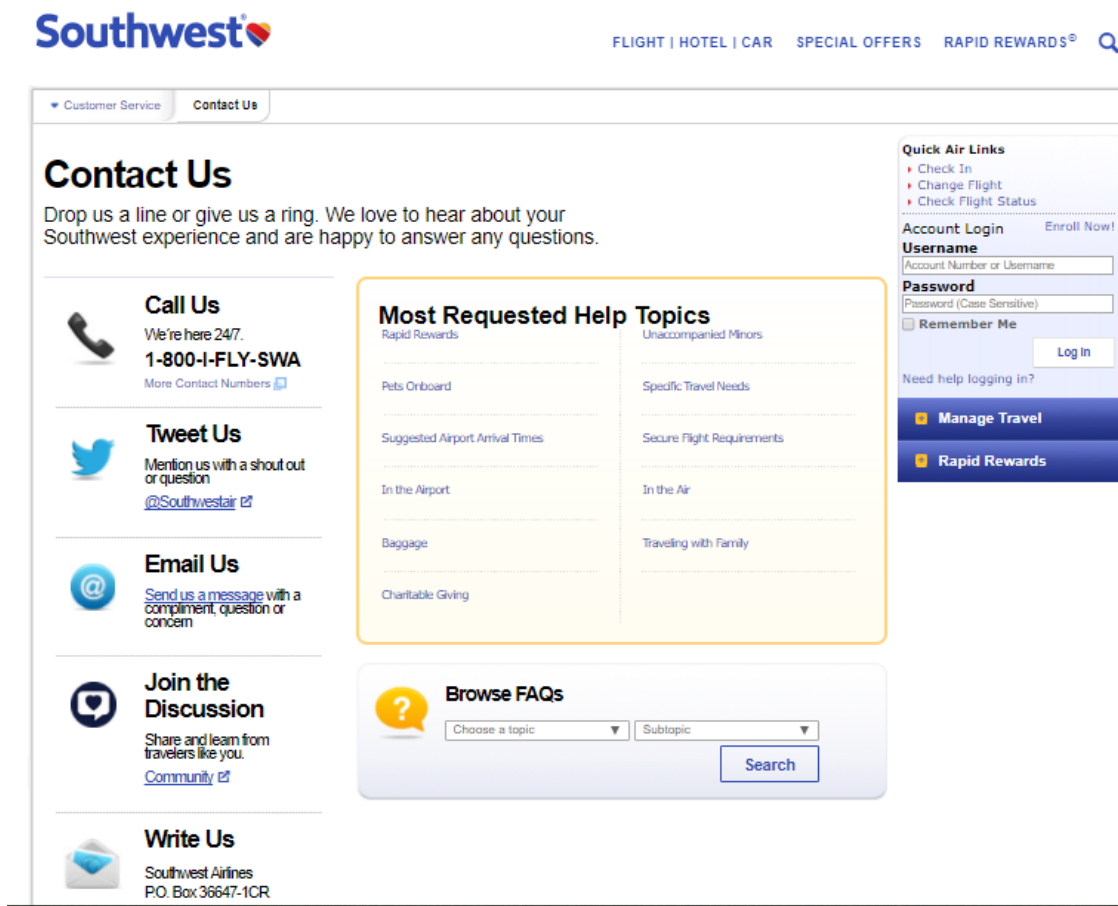 Southwest
FLIGHT | HOTEL | CAR SPECIAL OFFERS RAPID REWARDS®
Customer Service
Contact Us
Contact Us
Drop us a line or give us a ring. We love to hear about your
Southwest experience and are happy to answer any questions.
Call Us
We're here 24/7.
1-800-I-FLY-SWA
More Contact Numbers
Tweet Us
Mention us with a shout out
or question
@Southwestair
Email Us
Send us a message with a
compliment, question or
concern
Join the
Discussion
Share and learn from
travelers like you.
Community
Write Us
Southwest Airlines
P.O. Box 36647-1CR
Most Requested Help Topics
Rapid Rewards
Unaccompanied Minors
Pets Onboard
Specific Travel Needs
Suggested Airport Arrival Times
Secure Flight Requirements
In the Airport
In the Air
Baggage
Traveling with Family
Charitable Giving
Browse FAQs
Choose a topic
Subtopic
Search
Quick Air Links
Check In
Change Flight
Check Flight Status
Account Login Enroll Now!
Username
Account Number or Username
Password
Password (Case Sensitive)
Remember Me
Log In
Need help logging in?
Manage Travel
Rapid Rewards